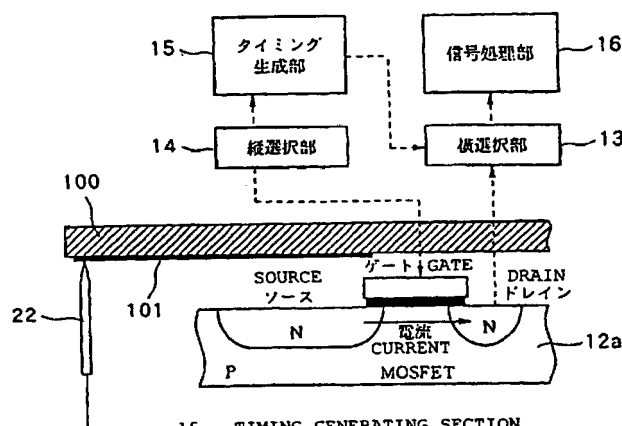 15
タイミング
生成部
信号処理部
16
14
縦選択部
横選択部
13
100
ゲート GATE
SOURCE
ソース
DRAIN
ドレイン
22
101
N
電流
CURRENT
N
12a
P
MOSFET
15 ... TIMING GENERATING SECTION